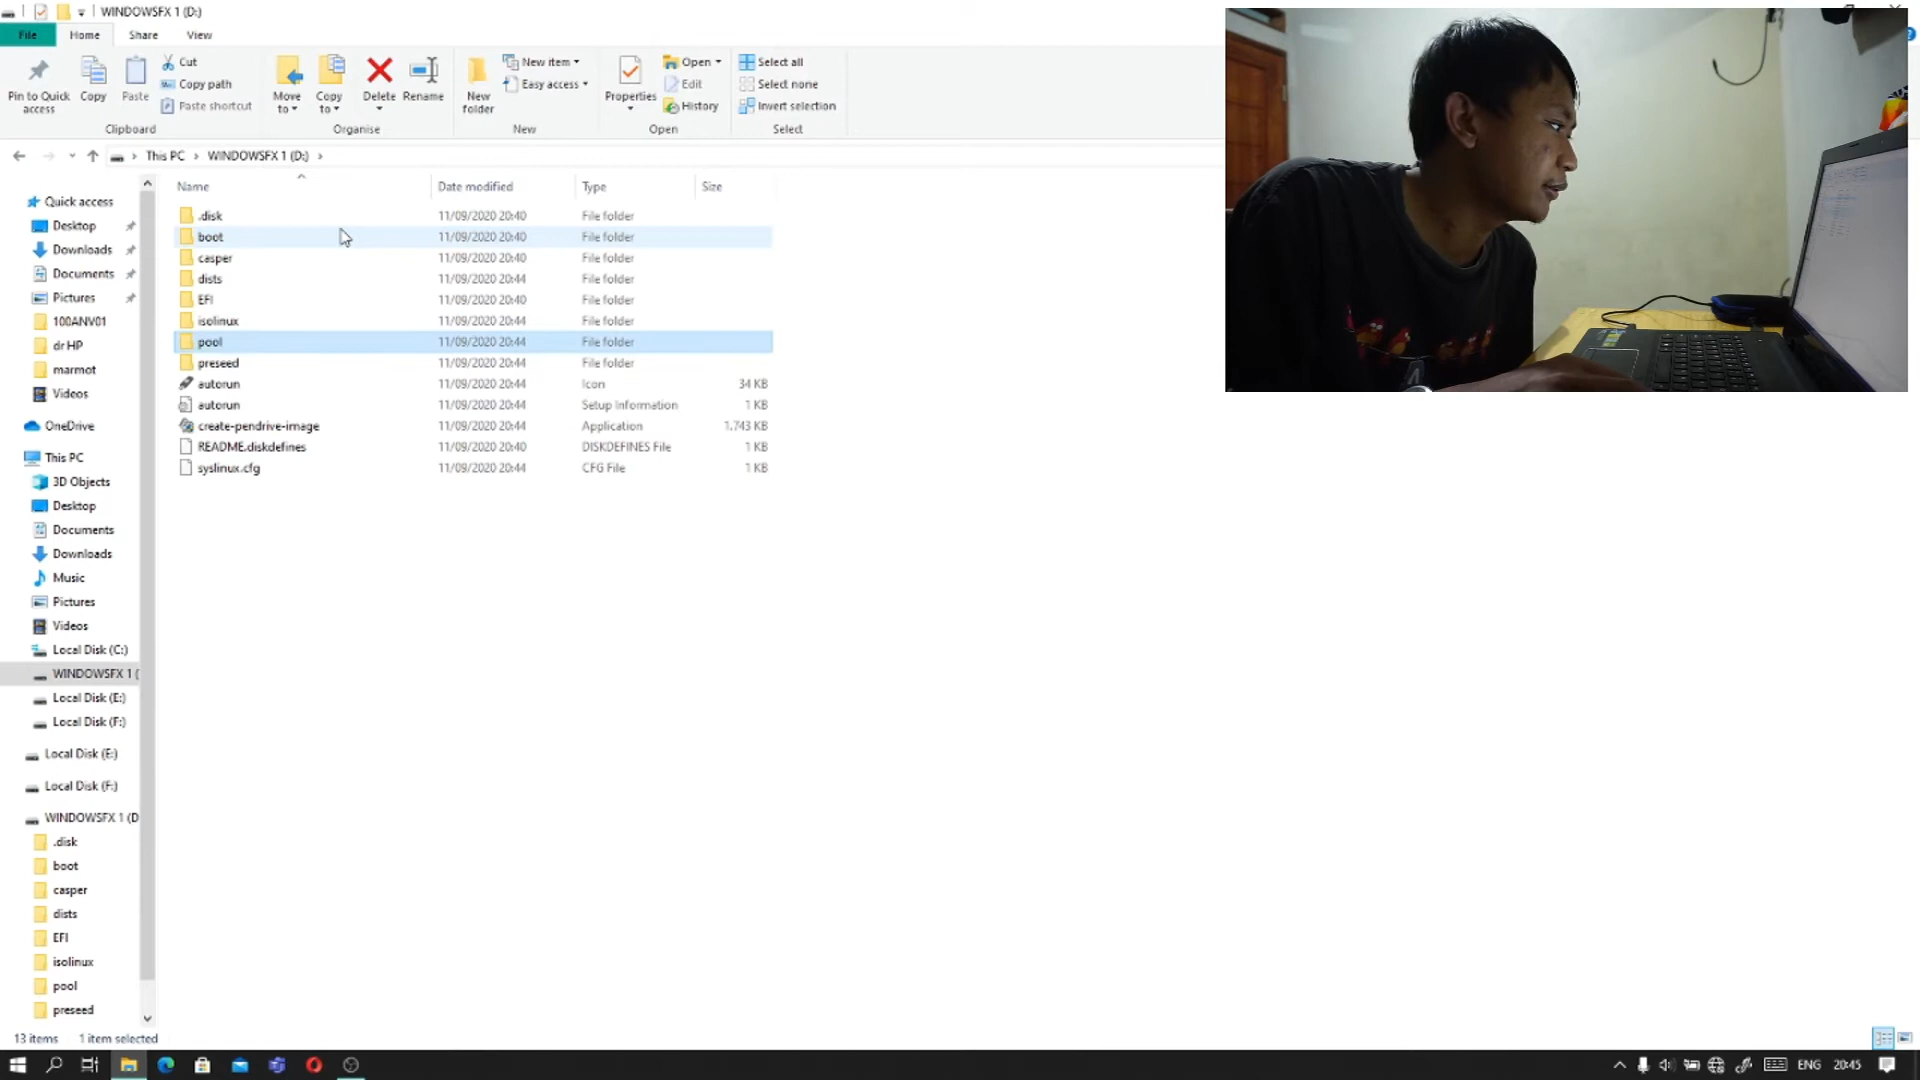 WINDOWSFX 1 (D:)
File Home Share View
Pin to Quick access
Copy
Paste
Cut
Copy path
Paste shortcut
Clipboard
Move to
Copy to
Delete
Rename
Organise
New folder
New item
Easy access
New
Properties
Open
Edit
History
Open
Select all
Select none
Invert selection
Select
This PC > WINDOWSFX 1 (D:) >
Name Date modified Type Size
.disk 11/09/2020 20:40 File folder
boot 11/09/2020 20:40 File folder
casper 11/09/2020 20:40 File folder
dists 11/09/2020 20:44 File folder
EFI 11/09/2020 20:40 File folder
isolinux 11/09/2020 20:44 File folder
pool 11/09/2020 20:44 File folder
preseed 11/09/2020 20:44 File folder
autorun 11/09/2020 20:44 Icon 34 KB
autorun 11/09/2020 20:44 Setup Information 1 KB
create-pendrive-image 11/09/2020 20:44 Application 1.743 KB
README.diskdefines 11/09/2020 20:40 DISKDEFINES File 1 KB
syslinux.cfg 11/09/2020 20:44 CFG File 1 KB
Quick access
Desktop
Downloads
Documents
Pictures
100ANV01
dr HP
marmot
Videos
OneDrive
This PC
3D Objects
Desktop
Documents
Downloads
Music
Pictures
Videos
Local Disk (C:)
WINDOWSFX 1 (
Local Disk (E:)
Local Disk (F:)
Local Disk (E:)
Local Disk (F:)
WINDOWSFX 1 (D
.disk
boot
casper
dists
EFI
isolinux
pool
preseed
13 items 1 item selected
ENG 20:45